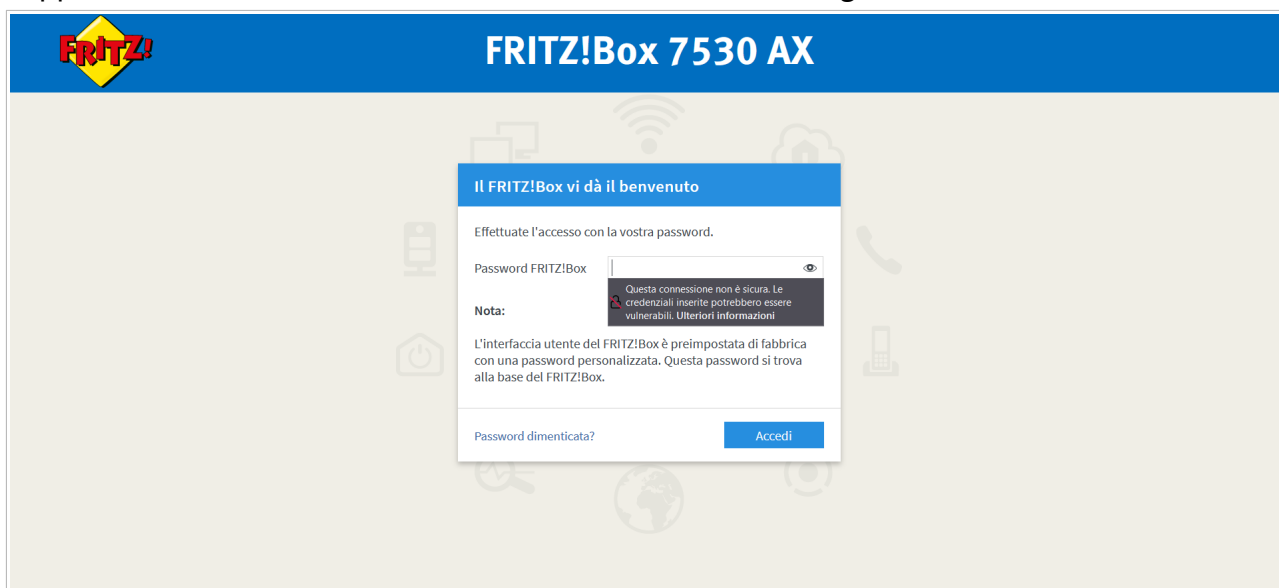 FRITZ!
FRITZ!Box 7530 AX
Il FRITZ!Box vi dà il benvenuto
Effettuate l'accesso con la vostra password.
Password FRITZ!Box
Questa connessione non è sicura. Le
credenziali inserite potrebbero essere
vulnerabili. Ulteriori informazioni
Nota:
L'interfaccia utente del FRITZ!Box è preimpostata di fabbrica
con una password personalizzata. Questa password si trova
alla base del FRITZ!Box.
Password dimenticata?
Accedi